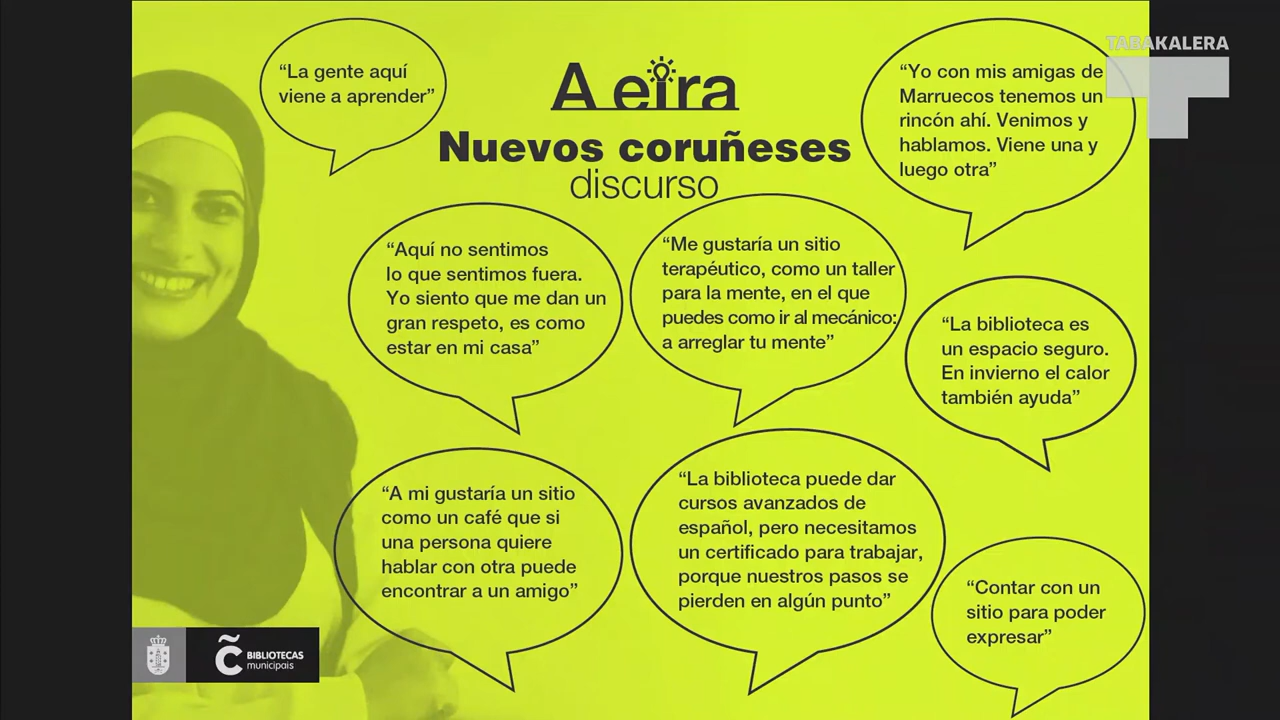 TABAKALERA
A eira
Nuevos coruñeses
discurso
“La gente aquí
viene a aprender”
“Yo con mis amigas de
Marruecos tenemos un
rincón ahí. Venimos y
hablamos. Viene una y
luego otra”
“Aquí no sentimos
lo que sentimos fuera.
Yo siento que me dan un
gran respeto, es como
estar en mi casa”
“Me gustaría un sitio
terapéutico, como un taller
para la mente, en el que
puedes como ir al mecánico:
a arreglar tu mente”
“La biblioteca es
un espacio seguro.
En invierno el calor
también ayuda”
“A mi gustaría un sitio
como un café que si
una persona quiere
hablar con otra puede
encontrar a un amigo”
“La biblioteca puede dar
cursos avanzados de
español, pero necesitamos
un certificado para trabajar,
porque nuestros pasos se
pierden en algún punto”
“Contar con un
sitio para poder
expresar”
BIBLIOTECAS
municipais